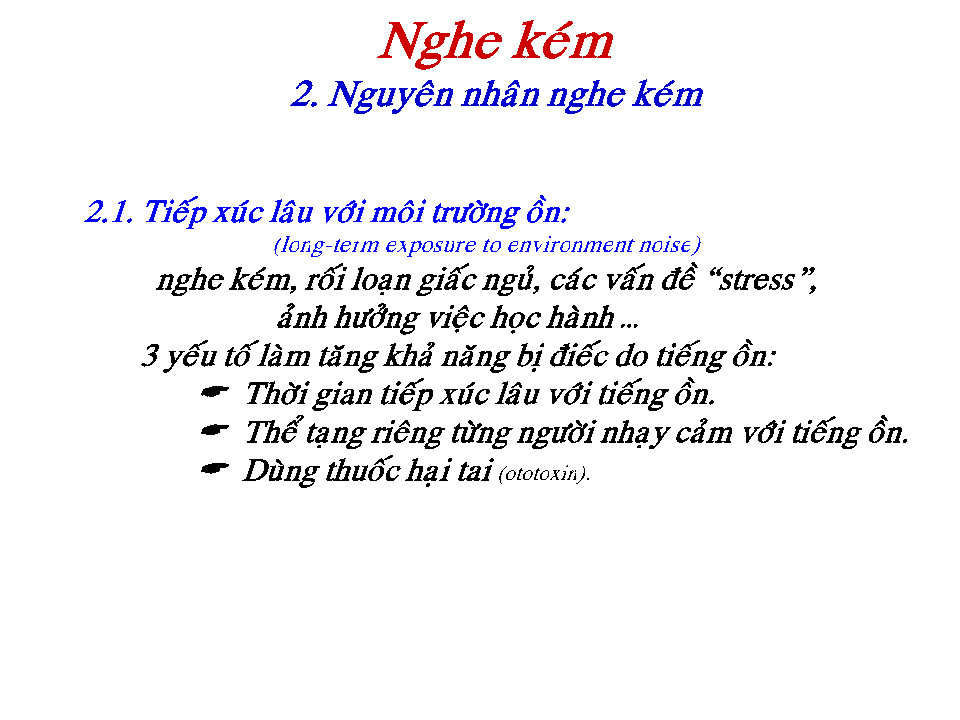 Nghe kém
2. Nguyên nhân nghe kém
2.1. Tiếp xúc lâu với môi trường ồn:
(long-term exposure to environment noise)
nghe kém, rối loạn giấc ngủ, các vấn đề “stress”,
ảnh hưởng việc học hành ...
3 yếu tố làm tăng khả năng bị điếc do tiếng ồn:
☛ Thời gian tiếp xúc lâu với tiếng ồn.
☛ Thể tạng riêng từng người nhạy cảm với tiếng ồn.
☛ Dùng thuốc hại tai (ototoxin).